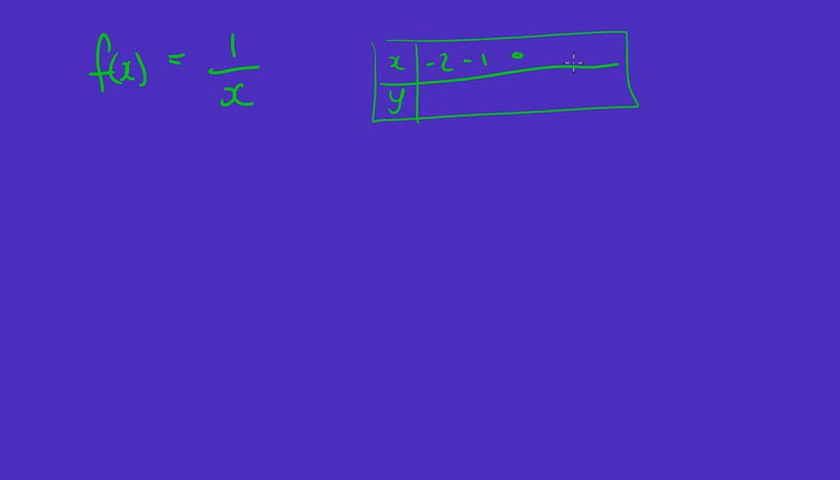 f(x) = 1/x
x -2 -1 0
y